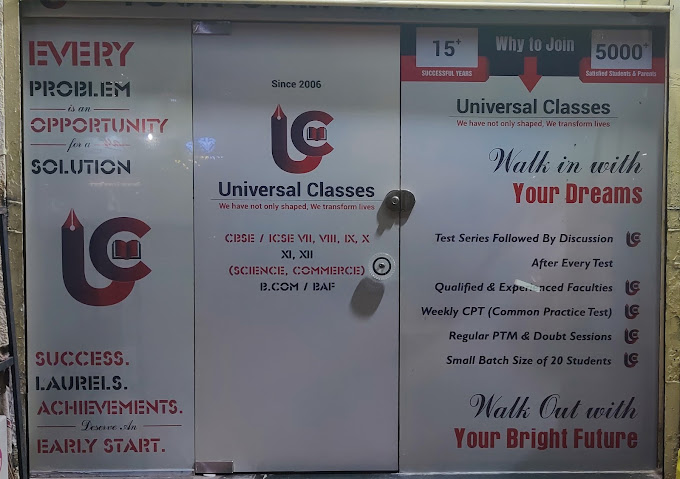 EVERY
PROBLEM
is an
OPPORTUNITY
for a
SOLUTION
SUCCESS.
LAURELS.
ACHIEVEMENTS.
Deserve An
EARLY START.
Since 2006
Universal Classes
We have not only shaped, We transform lives
CBSE / ICSE VII, VIII, IX, X
XI, XII
(SCIENCE, COMMERCE)
B.COM / BAF
15+
SUCCESSFUL YEARS
Why to Join
5000+
Satisfied Students & Parents
Universal Classes
We have not only shaped, We transform lives
Walk in with
Your Dreams
Test Series Followed By Discussion
After Every Test
Qualified & Experienced Faculties
Weekly CPT (Common Practice Test)
Regular PTM & Doubt Sessions
Small Batch Size of 20 Students
Walk Out with
Your Bright Future